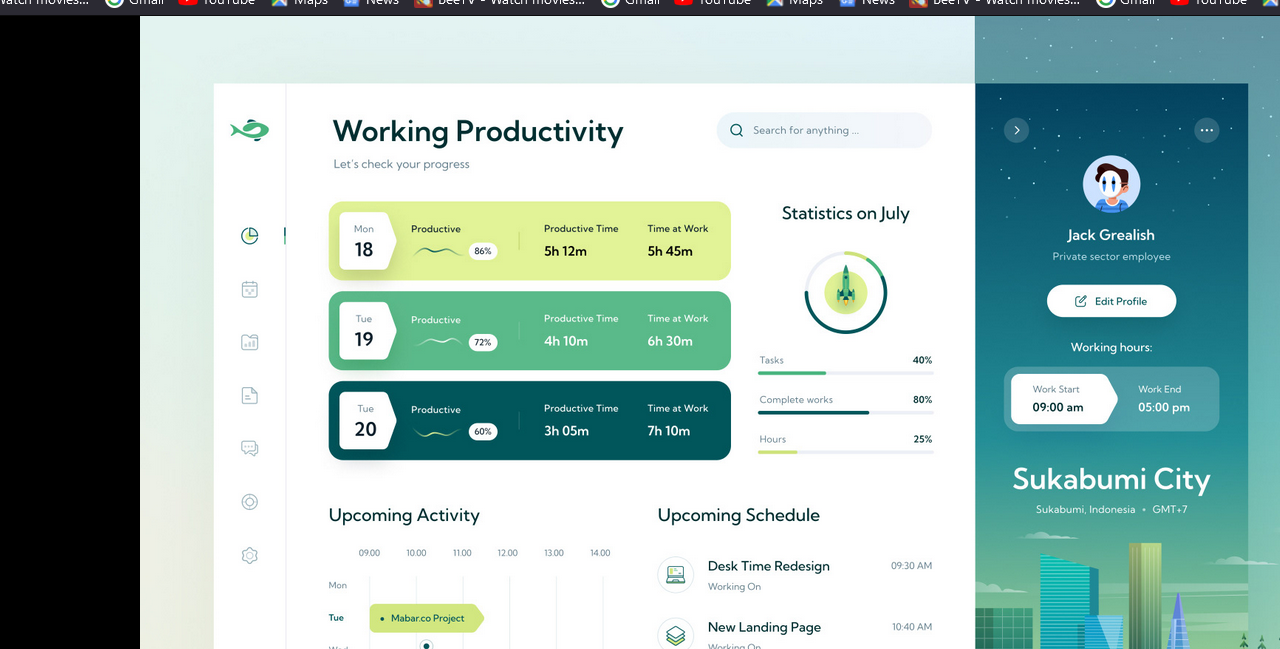 Watch movies... Gmail YouTube Maps News BeeTV - Watch movies... Gmail YouTube Maps News BeeTV - Watch movies... Gmail YouTube
Working Productivity
Let's check your progress
Search for anything ...
Mon
18
Productive
86%
Productive Time
5h 12m
Time at Work
5h 45m
Tue
19
Productive
72%
Productive Time
4h 10m
Time at Work
6h 30m
Tue
20
Productive
60%
Productive Time
3h 05m
Time at Work
7h 10m
Statistics on July
Tasks 40%
Complete works 80%
Hours 25%
Upcoming Activity
09.00 10.00 11.00 12.00 13.00 14.00
Mon
Tue
Mabar.co Project
Wed
Upcoming Schedule
Desk Time Redesign 09:30 AM
Working On
New Landing Page 10:40 AM
Working On
Jack Grealish
Private sector employee
Edit Profile
Working hours:
Work Start
09:00 am
Work End
05:00 pm
Sukabumi City
Sukabumi, Indonesia • GMT+7